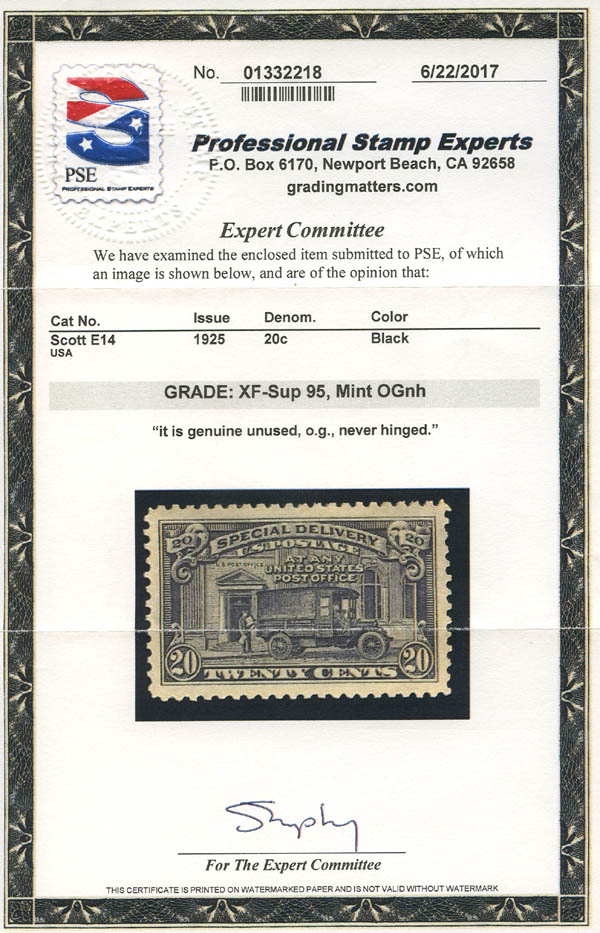 No. 01332218 6/22/2017
PSE
PROFESSIONAL STAMP EXPERTS
Professional Stamp Experts
P.O. Box 6170, Newport Beach, CA 92658
gradingmatters.com
Expert Committee
We have examined the enclosed item submitted to PSE, of which
an image is shown below, and are of the opinion that:
Cat No. Issue Denom. Color
Scott E14 1925 20c Black
USA
GRADE: XF-Sup 95, Mint OGnh
“it is genuine unused, o.g., never hinged.”
20 SPECIAL DELIVERY 20
U.S. POSTAGE
AT ANY
U.S. POST OFFICE UNITED STATES
POST OFFICE
20 TWENTY CENTS 20
For The Expert Committee
THIS CERTIFICATE IS PRINTED ON WATERMARKED PAPER AND IS NOT VALID WITHOUT WATERMARK